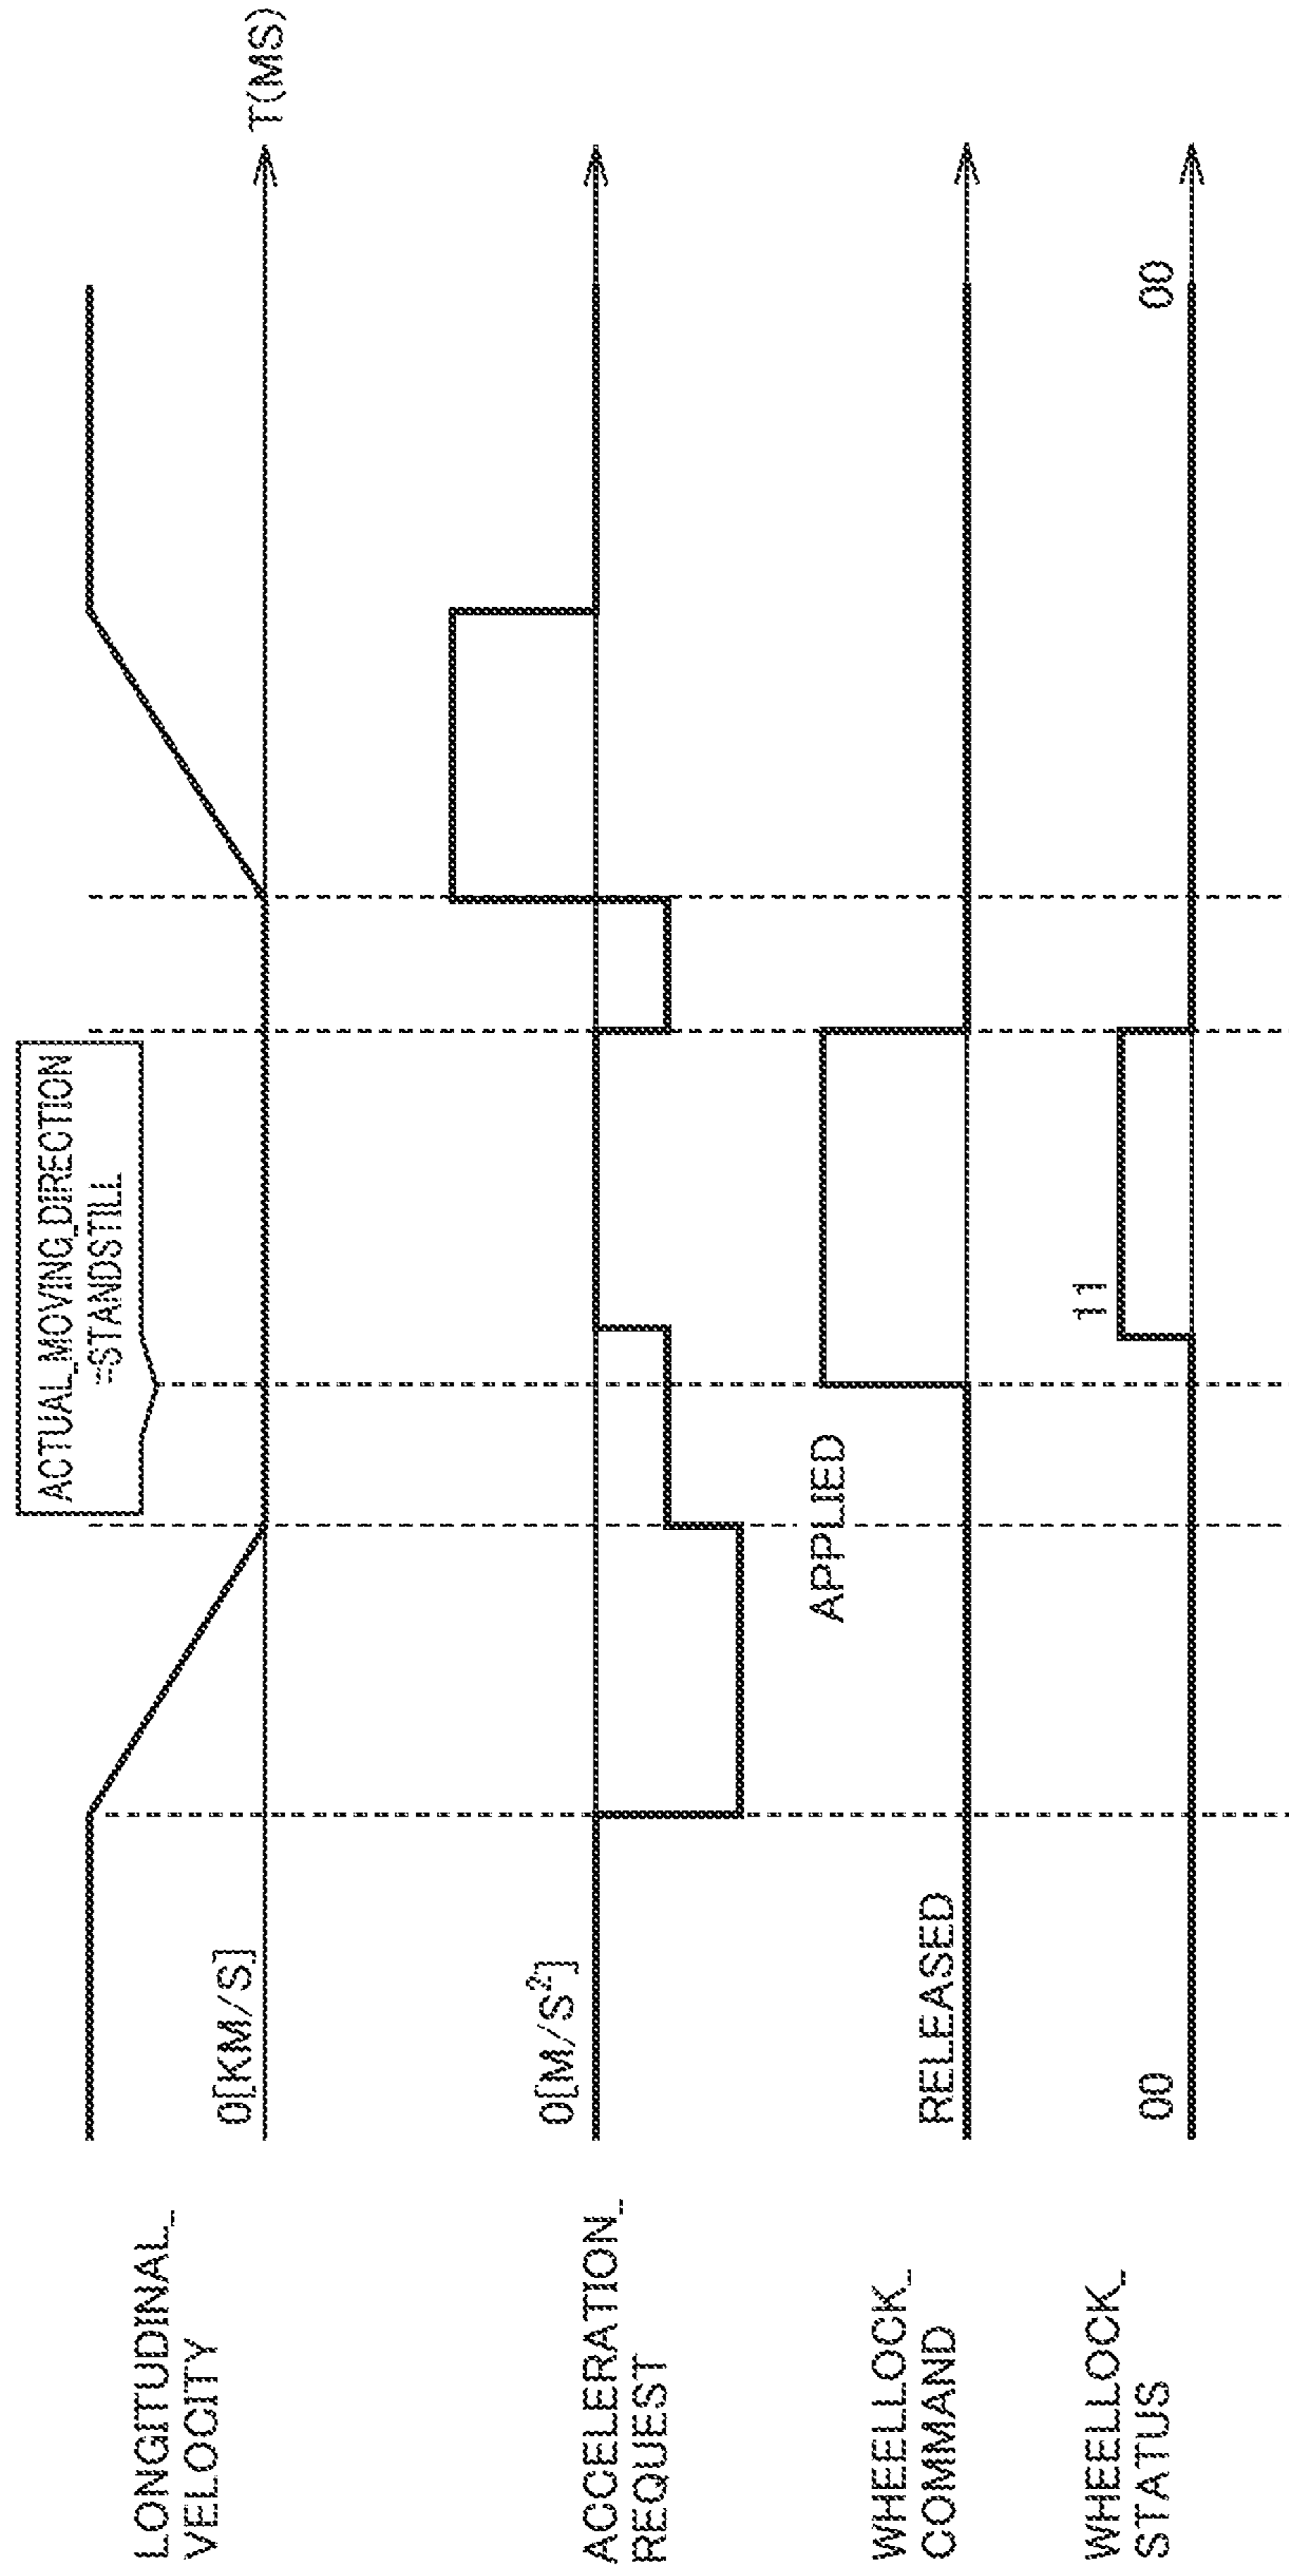 ACTUAL_MOVING_DIRECTION
="STANDSTILL
LONGITUDINAL_
VELOCITY
0[KM/S]
T(MS)
ACCELERATION_
REQUEST
0[M/S²]
WHEELLOCK_
COMMAND
RELEASED
APPLIED
WHEELLOCK_
STATUS
00
11
00